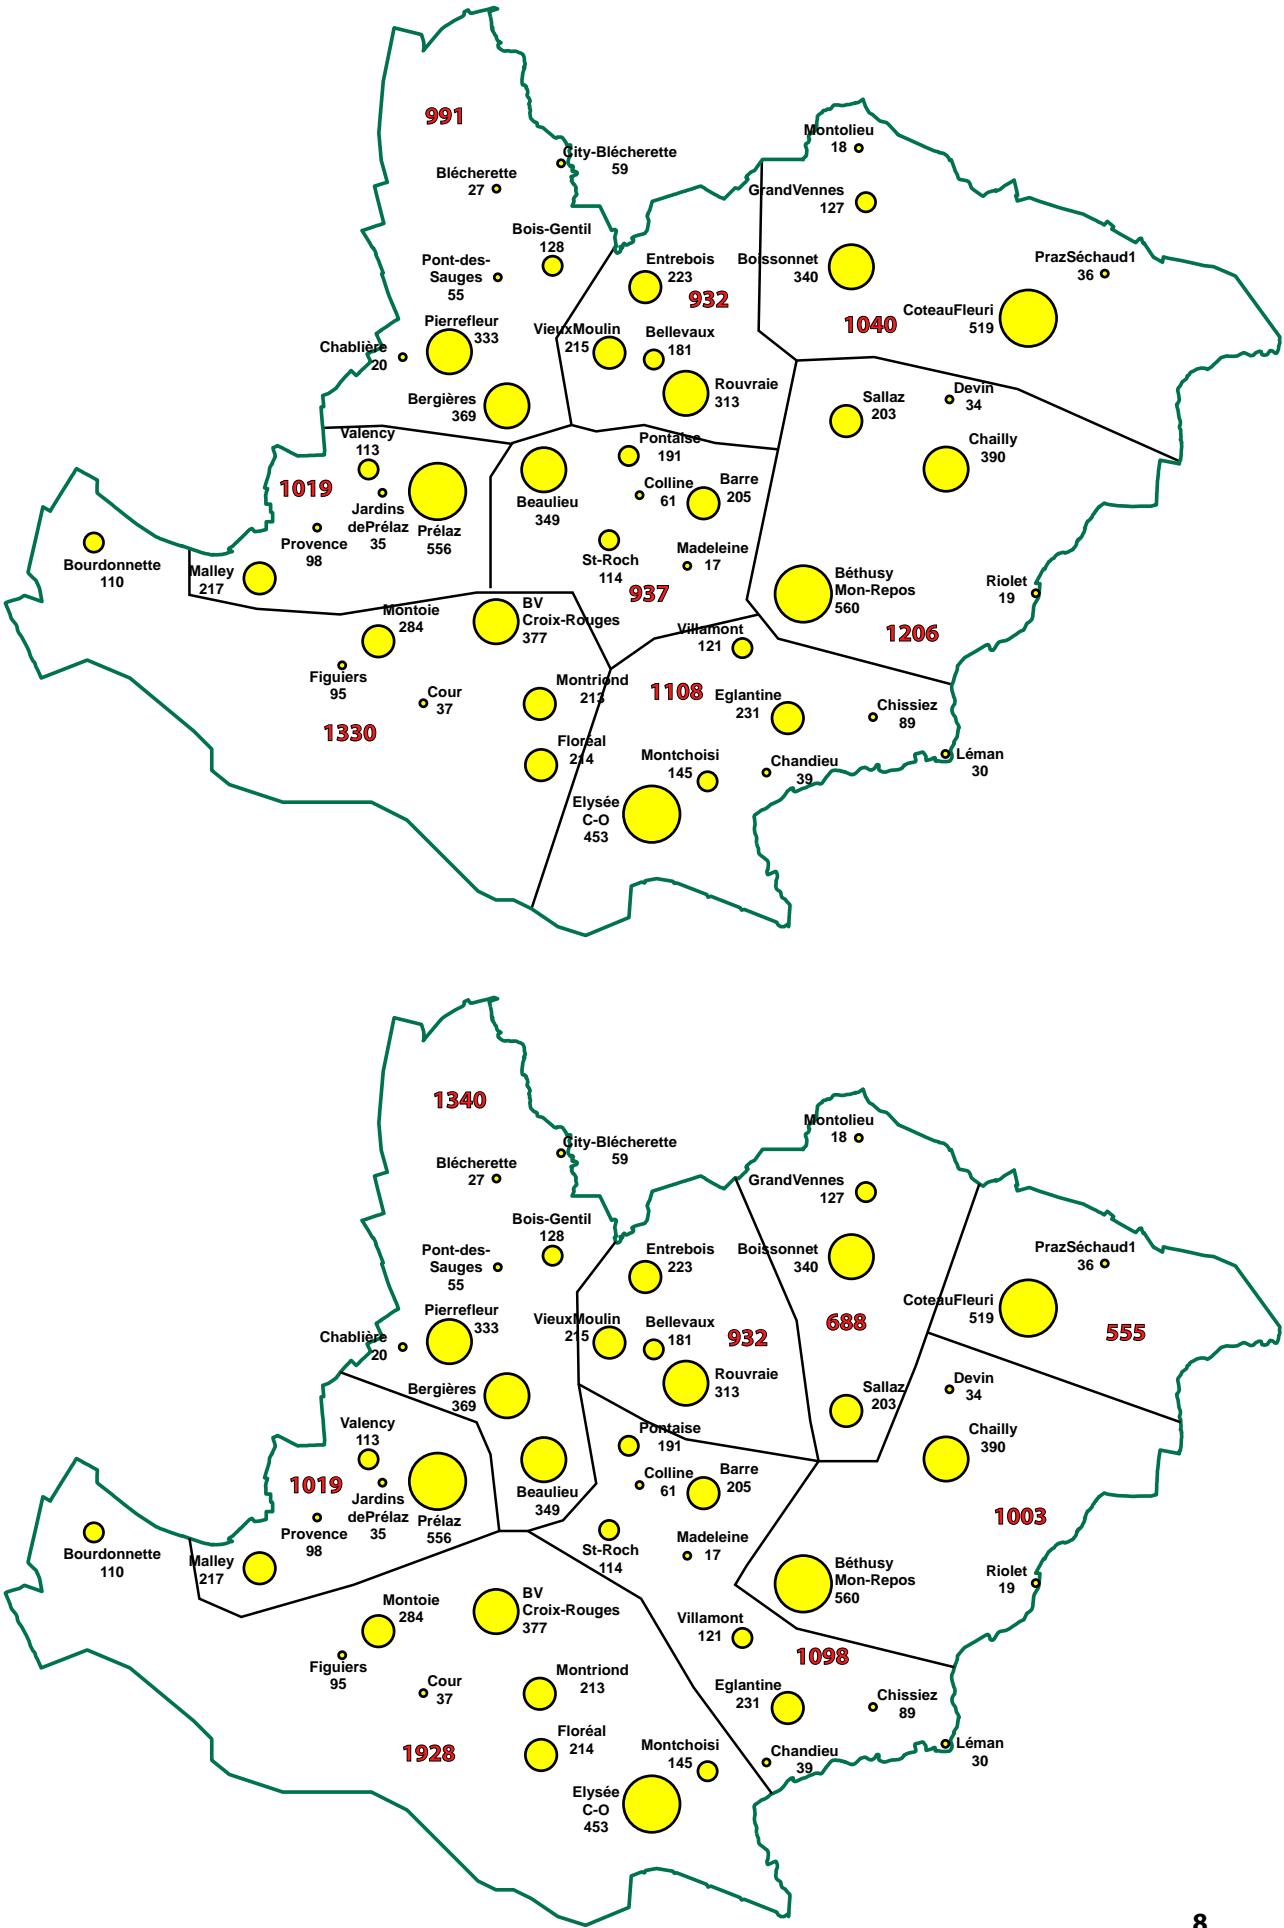 991
Montolieu
18
City-Blécherette
59
Blécherette
27
GrandVennes
127
Bois-Gentil
128
Pont-des-
Sauges
55
Entrebois
223
932
Boissonnet
340
PrazSéchaud1
36
CoteauFleuri
519
1040
Pierrefleur
333
Chablière
20
VieuxMoulin
215
Bellevaux
181
Rouvraie
313
Bergières
369
Sallaz
203
Devin
34
Chailly
390
Valency
113
1019
Jardins
dePrélaz
35
Prélaz
556
Provence
98
Bourdonnette
110
Malley
217
Beaulieu
349
Pontaise
191
Colline
61
Barre
205
St-Roch
114
Madeleine
17
937
Béthusy
Mon-Repos
560
Riolet
19
1206
Montoie
284
BV
Croix-Rouges
377
Figuiers
95
Cour
37
1330
Montriond
213
Floréal
214
Villamont
121
1108
Eglantine
231
Chissiez
89
Montchoisi
145
Chandieu
39
Léman
30
Elysée
C-O
453
1340
Montolieu
18
City-Blécherette
59
Blécherette
27
GrandVennes
127
Bois-Gentil
128
Pont-des-
Sauges
55
Entrebois
223
Boissonnet
340
PrazSéchaud1
36
CoteauFleuri
519
555
688
Pierrefleur
333
Chablière
20
VieuxMoulin
215
Bellevaux
181
932
Rouvraie
313
Bergières
369
Sallaz
203
Devin
34
Chailly
390
Valency
113
1019
Jardins
dePrélaz
35
Prélaz
556
Provence
98
Bourdonnette
110
Malley
217
Beaulieu
349
Pontaise
191
Colline
61
Barre
205
St-Roch
114
Madeleine
17
1003
Béthusy
Mon-Repos
560
Riolet
19
Montoie
284
BV
Croix-Rouges
377
Figuiers
95
Cour
37
Montriond
213
Floréal
214
1928
Villamont
121
1098
Eglantine
231
Chissiez
89
Montchoisi
145
Chandieu
39
Léman
30
Elysée
C-O
453
8